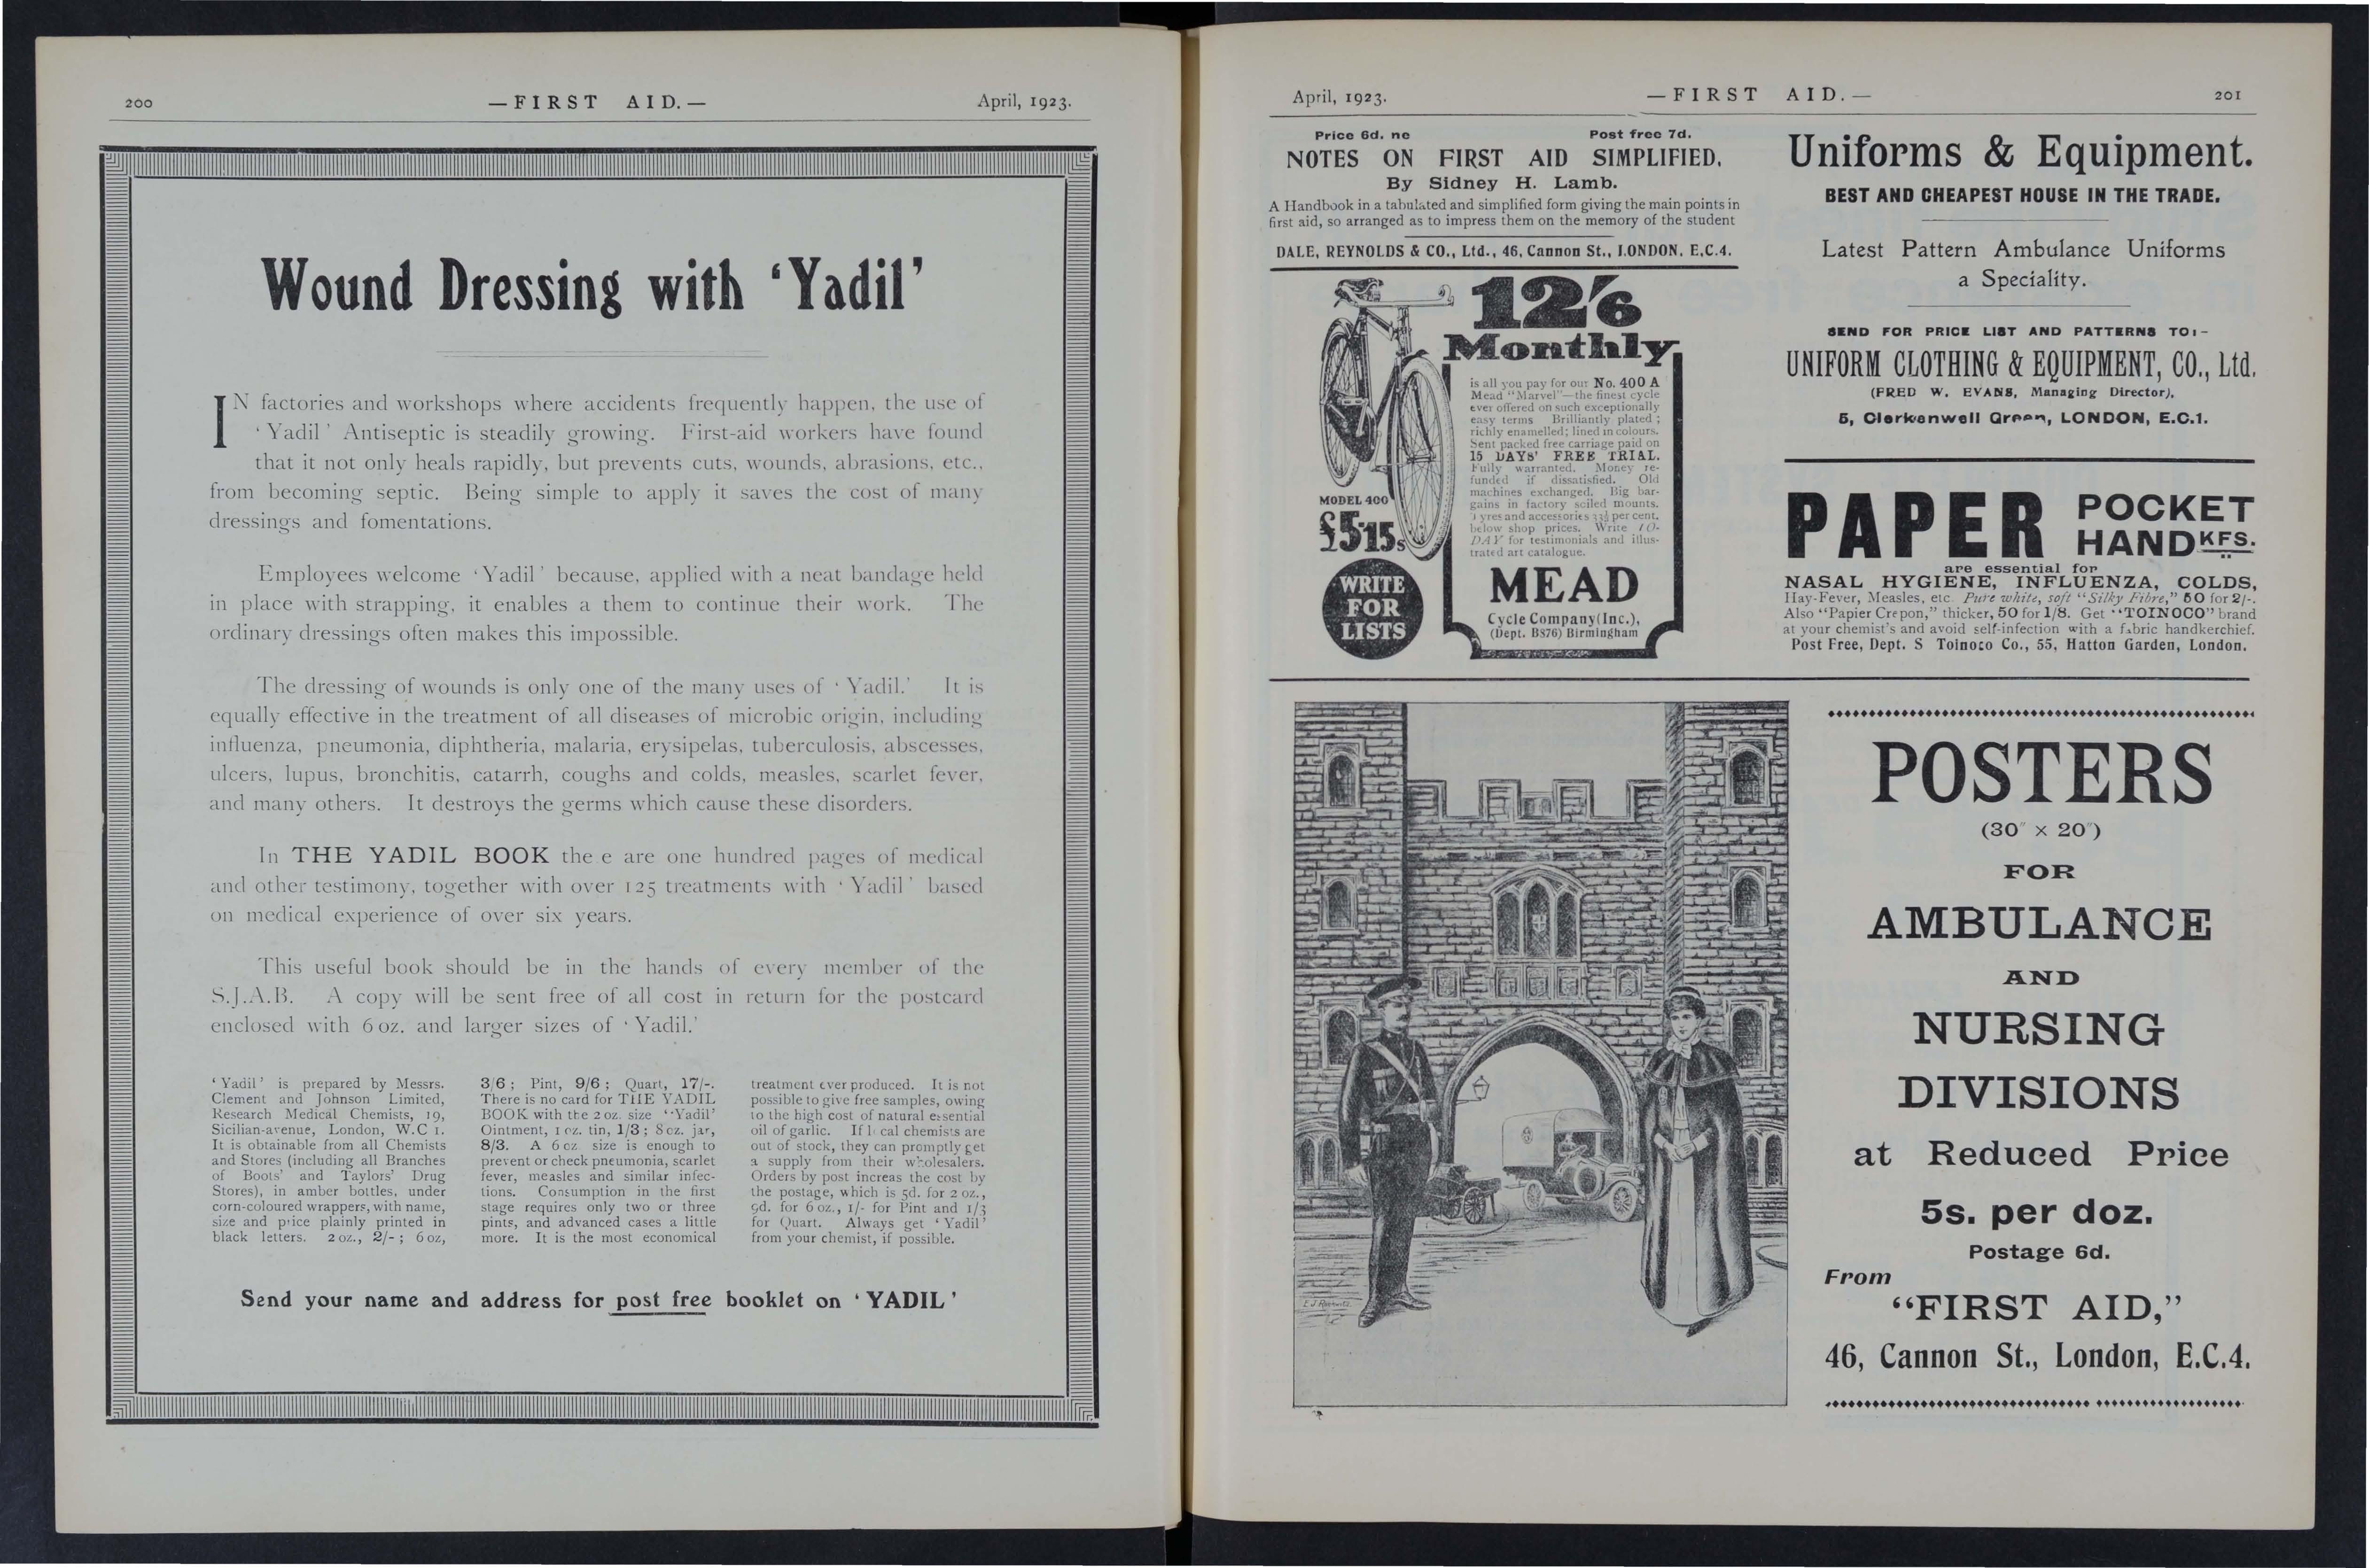 200
—FIRST AID.—
April, 1923.
Wound Dressing with 'Yadil'
IN factories and workshops where accidents frequently happen, the use of
'Yadil' Antiseptic is steadily growing. First-aid workers have found
that it not only heals rapidly, but prevents cuts, wounds, abrasions, etc.,
from becoming septic. Being simple to apply it saves the cost of many
dressings and fomentations.
Employees welcome 'Yadil' because, applied with a neat bandage held
in place with strapping, it enables a them to continue their work. The
ordinary dressings often makes this impossible.
The dressing of wounds is only one of the many uses of 'Yadil.' It is
equally effective in the treatment of all diseases of microbic origin, including
influenza, pneumonia, diphtheria, malaria, erysipelas, tuberculosis, abscesses,
ulcers, lupus, bronchitis, catarrh, coughs and colds, measles, scarlet fever,
and many others. It destroys the germs which cause these disorders.
In THE YADIL BOOK the e are one hundred pages of medical
and other testimony, together with over 125 treatments with 'Yadil' based
on medical experience of over six years.
This useful book should be in the hands of every member of the
S.J.A.B. A copy will be sent free of all cost in return for the postcard
enclosed with 6 oz. and larger sizes of 'Yadil.'
'Yadil' is prepared by Messrs.
Clement and Johnson Limited,
Research Medical Chemists, 19,
Sicilian-avenue, London, W.C 1.
It is obtainable from all Chemists
and Stores (including all Branches
of Boots' and Taylors' Drug
Stores), in amber bottles, under
corn-coloured wrappers, with name,
size and price plainly printed in
black letters. 2 oz., 2/- ; 6 oz,
3/6 ; Pint, 9/6 ; Quart, 17/-.
There is no card for THE YADIL
BOOK with the 2 oz. size "Yadil'
Ointment, 1 oz. tin, 1/3 ; 8 oz. jar,
8/3. A 6 oz size is enough to
prevent or check pneumonia, scarlet
fever, measles and similar infec-
tions. Consumption in the first
stage requires only two or three
pints, and advanced cases a little
more. It is the most economical
treatment ever produced. It is not
possible to give free samples, owing
to the high cost of natural essential
oil of garlic. If l cal chemists are
out of stock, they can promptly get
a supply from their wholesalers.
Orders by post increas the cost by
the postage, which is 5d. for 2 oz.,
9d. for 6 oz., 1/- for Pint and 1/3
for Quart. Always get 'Yadil'
from your chemist, if possible.
Send your name and address for post free booklet on 'YADIL'
April, 1923.
—FIRST AID.—
201
Price 6d. ne Post free 7d.
NOTES ON FIRST AID SIMPLIFIED,
By Sidney H. Lamb.
A Handbook in a tabulated and simplified form giving the main points in
first aid, so arranged as to impress them on the memory of the student
DALE, REYNOLDS & CO., Ltd., 46, Cannon St., LONDON, E.C.4.
12/6
Monthly
is all you pay for our No. 400 A
Mead "Marvel"—the finest cycle
ever offered on such exceptionally
easy terms Brilliantly plated ;
richly enamelled; lined in colours.
Sent packed free carriage paid on
15 DAYS' FREE TRIAL.
Fully warranted. Money re-
funded if dissatisfied. Old
machines exchanged. Big bar-
gains in factory soiled mounts.
Tyres and accessories 33⅓ per cent.
below shop prices. Write TO-
DAY for testimonials and illus-
trated art catalogue.
MODEL 400
£5·15s
WRITE
FOR
LISTS
MEAD
Cycle Company (Inc.),
(Dept. B876) Birmingham
Uniforms & Equipment.
BEST AND CHEAPEST HOUSE IN THE TRADE.
Latest Pattern Ambulance Uniforms
a Speciality.
SEND FOR PRICE LIST AND PATTERNS TO:-
UNIFORM CLOTHING & EQUIPMENT, CO., Ltd.
(FRED W. EVANS, Managing Director),
5, Clerkenwell Green, LONDON, E.C.1.
PAPER POCKET
HANDKFS.
are essential for
NASAL HYGIENE, INFLUENZA, COLDS,
Hay-Fever, Measles, etc. Pure white, soft "Silky Fibre," 50 for 2/-.
Also "Papier Crepon," thicker, 50 for 1/8. Get "TOINOCO" brand
at your chemist's and avoid self-infection with a fabric handkerchief.
Post Free, Dept. S Toinoco Co., 55, Hatton Garden, London.
POSTERS
(30″ × 20″)
FOR
AMBULANCE
AND
NURSING
DIVISIONS
at Reduced Price
5s. per doz.
Postage 6d.
From
"FIRST AID,"
46, Cannon St., London, E.C.4.